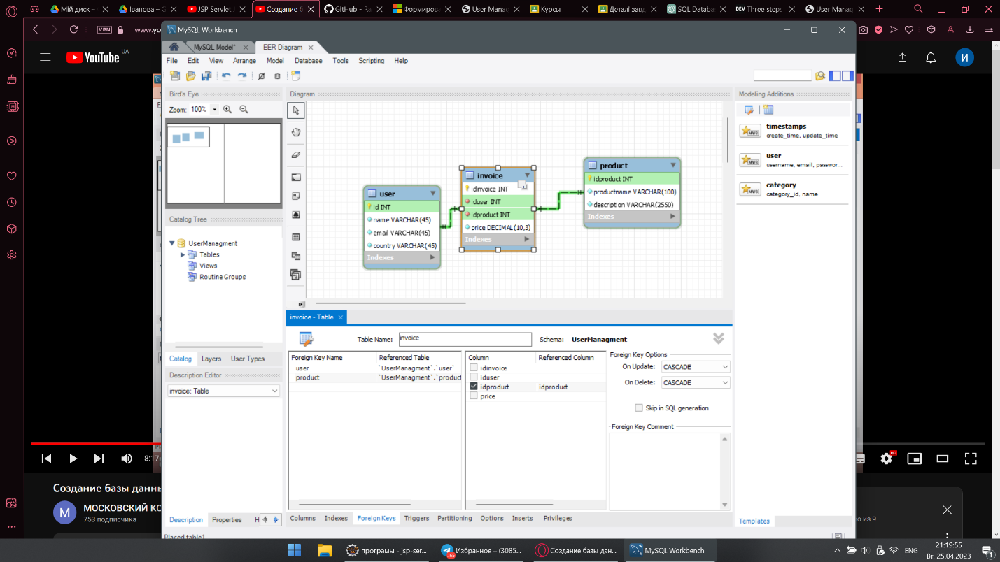 Мій диск –
Іванова – G
JSP Servlet J
Создание б
GitHub - Ra
Формирова
User Manag
Курсы
Деталі завд
SQL Databa
DEV Three steps
User Manag
VPN
www.yo
MySQL Workbench
MySQL Model*
EER Diagram
YouTube UA
И
File Edit View Arrange Model Database Tools Scripting Help
Bird's Eye
Diagram
Modeling Additions
Zoom: 100%
timestamps
create_time, update_time
user
username, email, passwor...
category
category_id, name
product
idproduct INT
productname VARCHAR(100)
description VARCHAR(2550)
Indexes
invoice
idinvoice INT
iduser INT
idproduct INT
price DECIMAL(10,3)
Indexes
user
id INT
name VARCHAR(45)
email VARCHAR(45)
country VARCHAR(45)
Indexes
Catalog Tree
UserManagment
Tables
Views
Routine Groups
Catalog Layers User Types
Description Editor
invoice: Table
invoice - Table
Table Name: invoice
Schema: UserManagment
Foreign Key Name Referenced Table
user `UserManagment`.`user`
product `UserManagment`.`product
Column Referenced Column
idinvoice
iduser
idproduct idproduct
price
Foreign Key Options
On Update: CASCADE
On Delete: CASCADE
Skip in SQL generation
Foreign Key Comment
Description Properties H
Columns Indexes Foreign Keys Triggers Partitioning Options Inserts Privileges
Templates
Placed table1
8:17
HD
Создание базы данны
М
МОСКОВСКИЙ КО
753 подписчика
о из 9
програмы - jsp-ser...
Избранное – (3085...
Создание базы дан...
MySQL Workbench
ENG
21:19:55
Вт. 25.04.2023
1